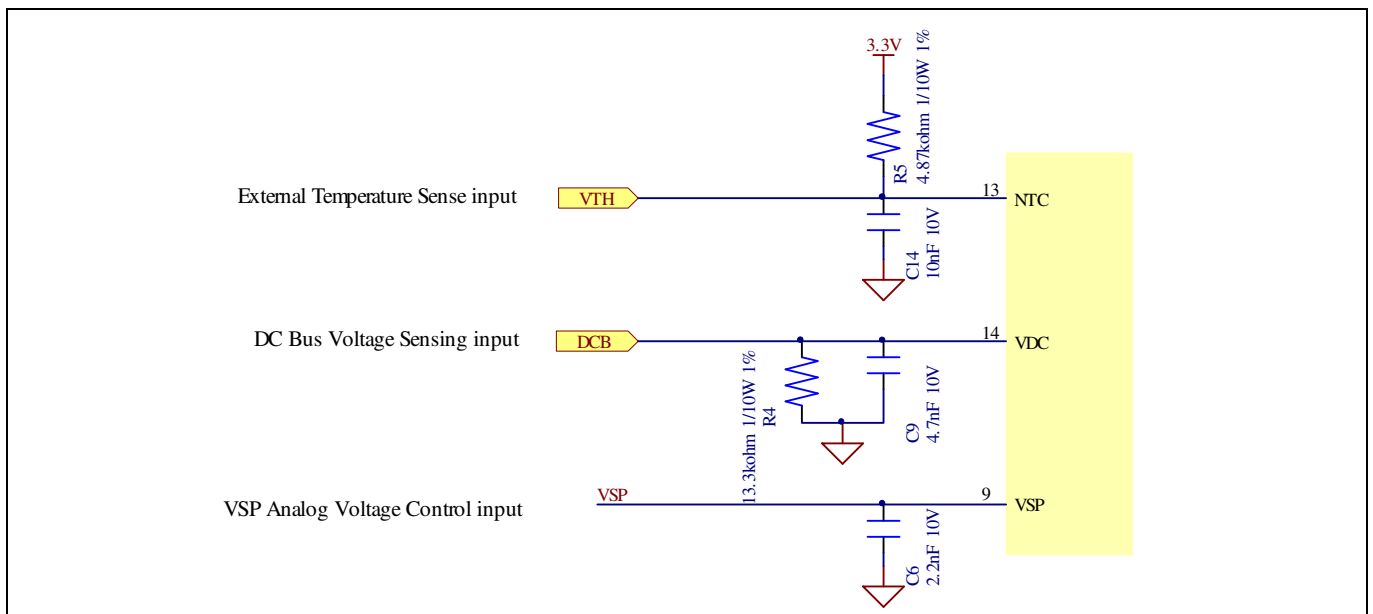 3.3V
R5
4.87kohm 1/10W 1%
External Temperature Sense input
VTH
13
NTC
C14
10nF 10V
DC Bus Voltage Sensing input
DCB
14
VDC
13.3kohm 1/10W 1%
R4
C9
4.7nF 10V
VSP Analog Voltage Control input
VSP
9
VSP
C6
2.2nF 10V